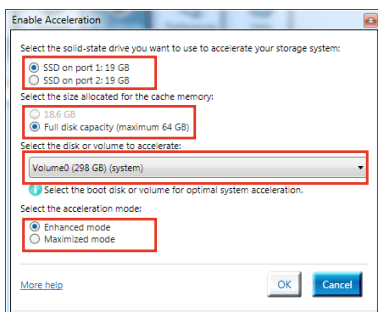 Enable Acceleration
Select the solid-state drive you want to use to accelerate your storage system:
SSD on port 1: 19 GB
SSD on port 2: 19 GB
Select the size allocated for the cache memory:
18.6 GB
Full disk capacity (maximum 64 GB)
Select the disk or volume to accelerate:
Volume0 (298 GB) (system)
Select the boot disk or volume for optimal system acceleration.
Select the acceleration mode:
Enhanced mode
Maximized mode
More help
OK
Cancel